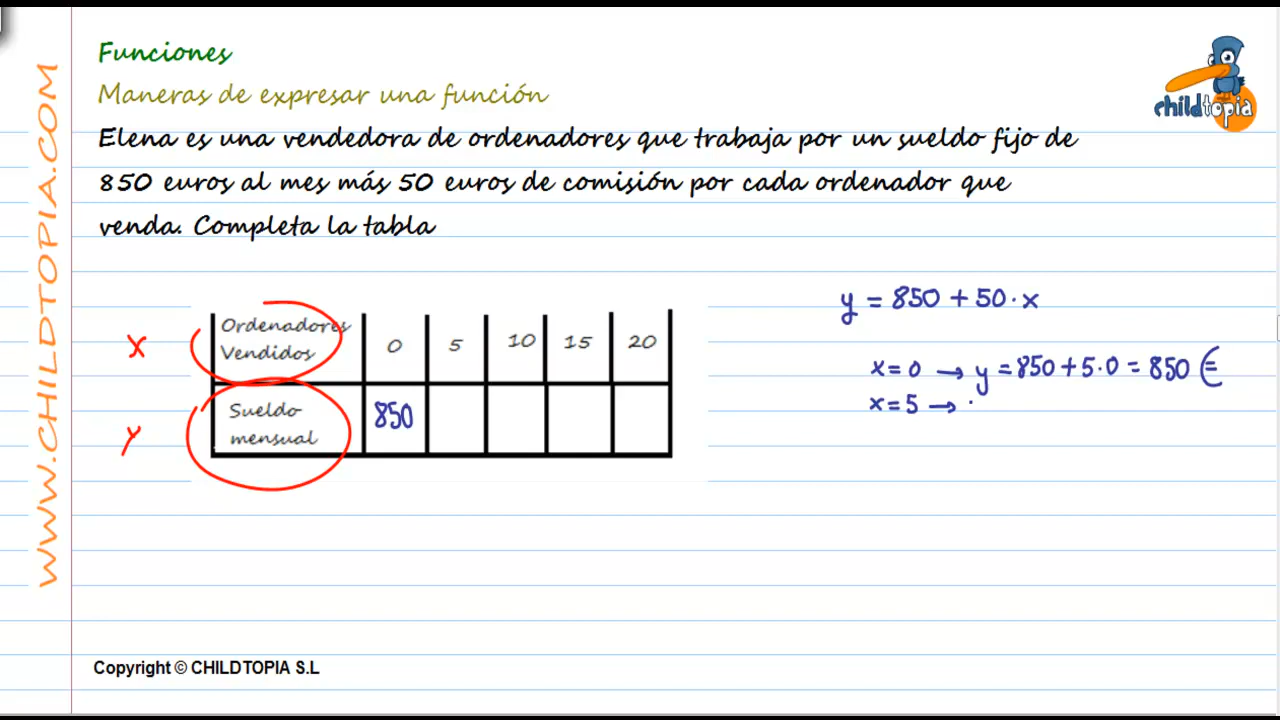 Funciones
Maneras de expresar una función
childtopia
Elena es una vendedora de ordenadores que trabaja por un sueldo fijo de
850 euros al mes más 50 euros de comisión por cada ordenador que
venda. Completa la tabla
WWW.CHILDTOPIA.COM
y = 850 + 50 · x
x
Ordenadores
Vendidos
0 5 10 15 20
x = 0 → y = 850 + 5 · 0 = 850 €
x = 5 →
y
Sueldo
mensual
850
Copyright © CHILDTOPIA S.L